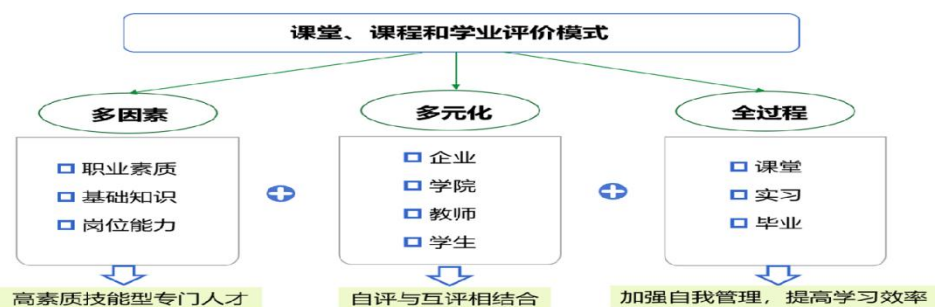 课堂、课程和学业评价模式
多因素
多元化
全过程
职业素质
基础知识
岗位能力
企业
学院
教师
学生
课堂
实习
毕业
高素质技能型专门人才
自评与互评相结合
加强自我管理，提高学习效率